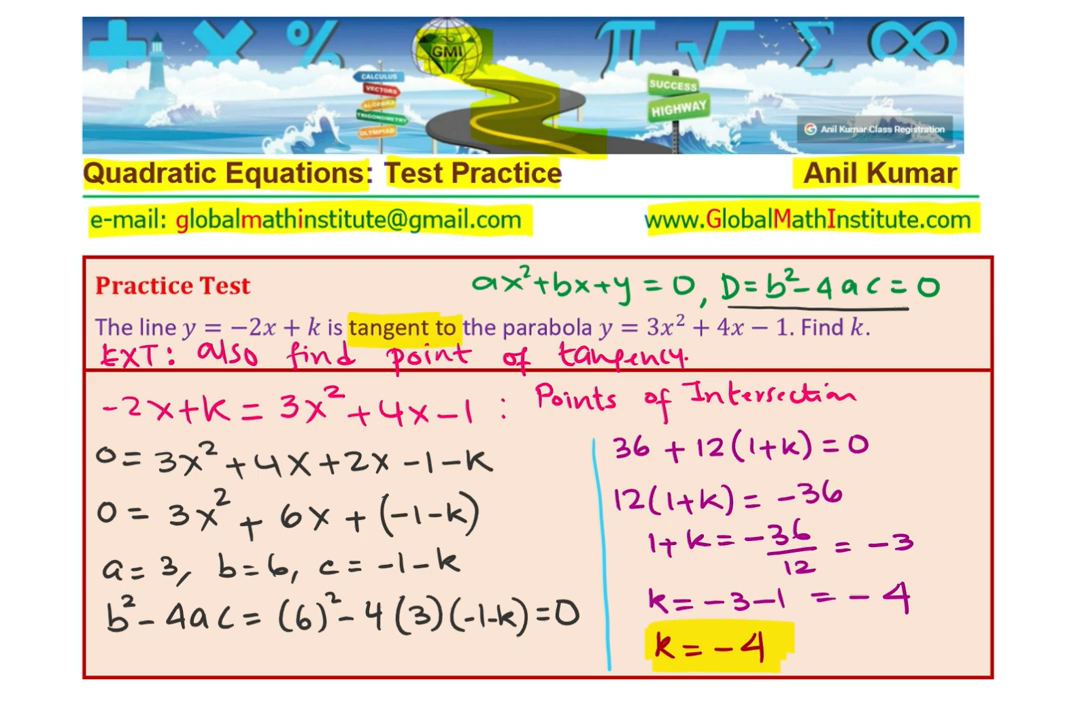 + × % GMI π √ Σ ∞
CALCULUS
VECTORS
ALGEBRA
TRIGONOMETRY
OLYMPIAD
SUCCESS
HIGHWAY
Anil Kumar Class Registration
Quadratic Equations: Test Practice Anil Kumar
e-mail: globalmathinstitute@gmail.com www.GlobalMathInstitute.com
Practice Test ax²+bx+y=0, D=b²-4ac=0
The line y = −2x + k is tangent to the parabola y = 3x² + 4x − 1. Find k.
EXT: also find point of tangency.
-2x+k = 3x²+4x-1 : Points of Intersection
0 = 3x²+4x+2x-1-k
0 = 3x² + 6x + (-1-k)
a=3, b=6, c=-1-k
b²-4ac = (6)²-4(3)(-1-k)=0
36 + 12(1+k) = 0
12(1+k) = -36
1+k = -36/12 = -3
k = -3-1 = -4
k = -4